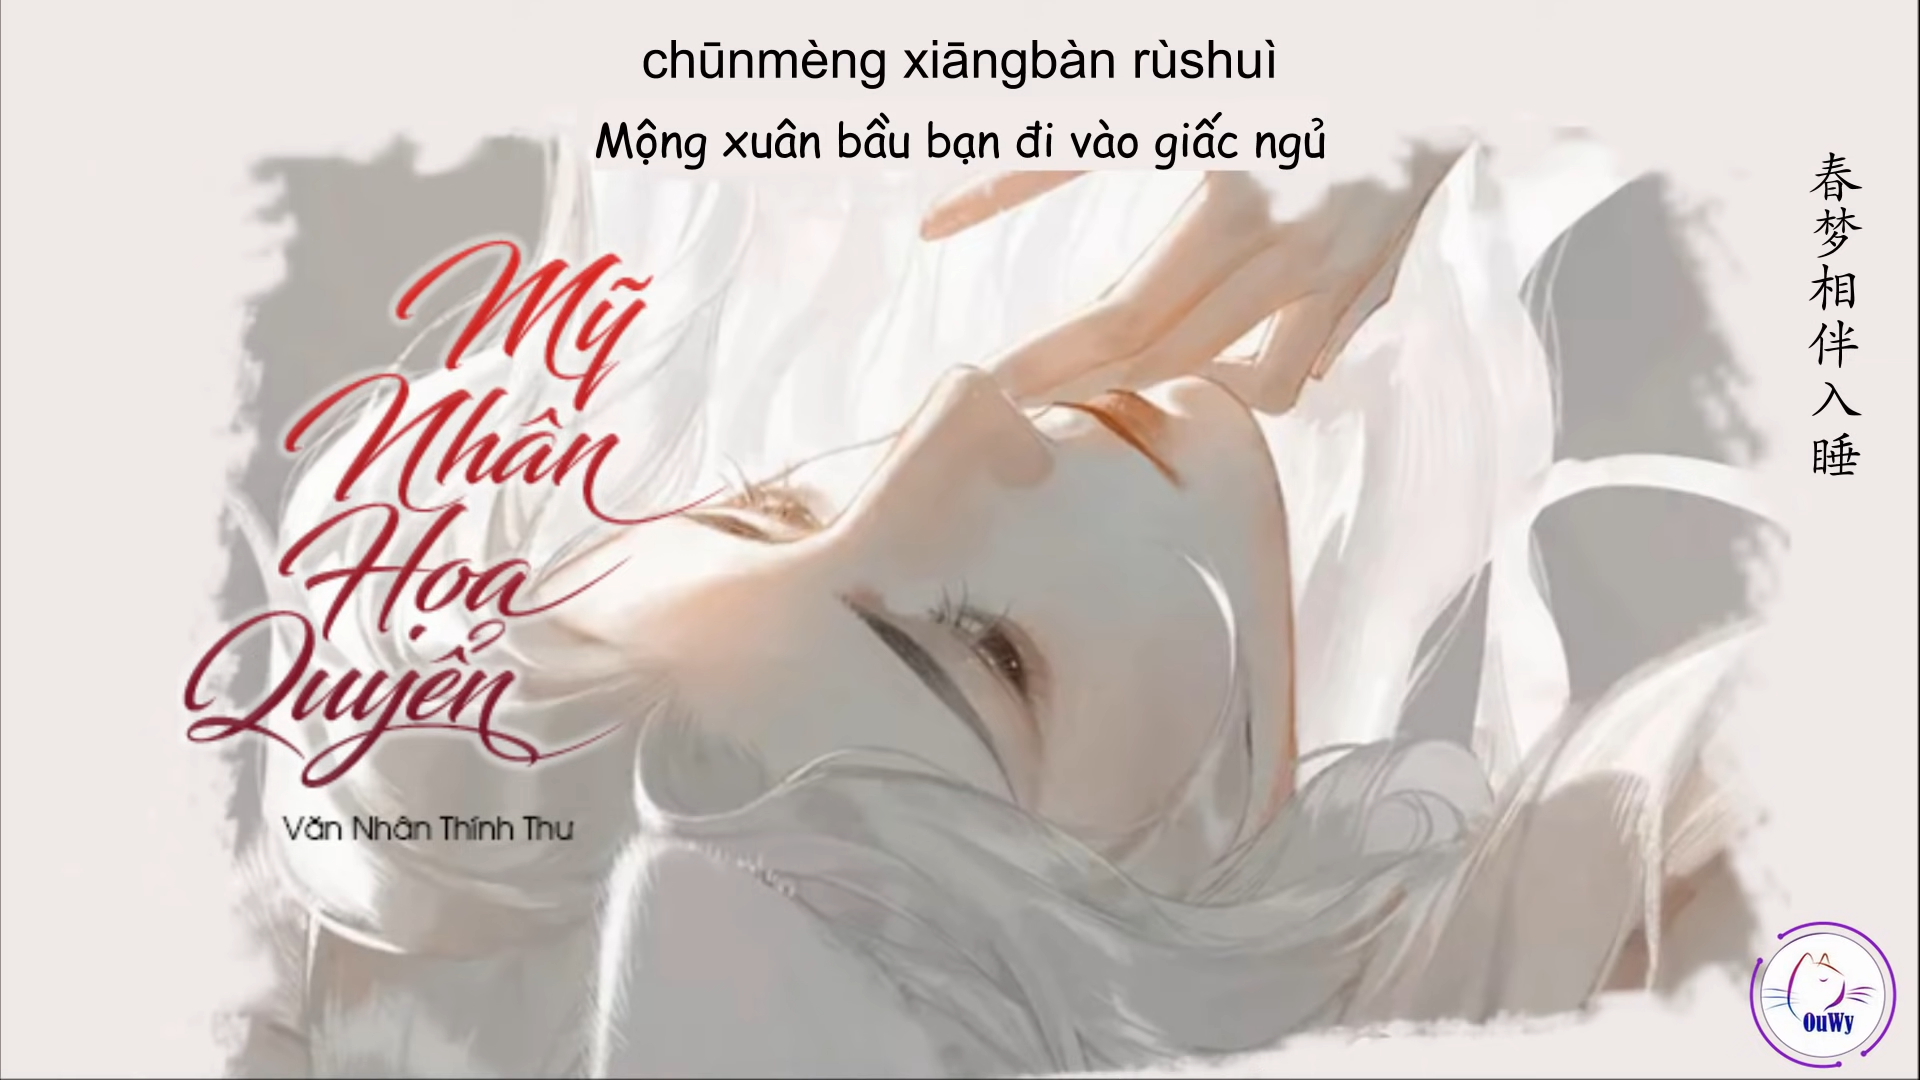 chūnmèng xiāngbàn rùshuì
Mộng xuân bầu bạn đi vào giấc ngủ
春梦相伴入睡
Mỹ
Nhân
Họa
Quyển
Văn Nhân Thính Thư
OuWy